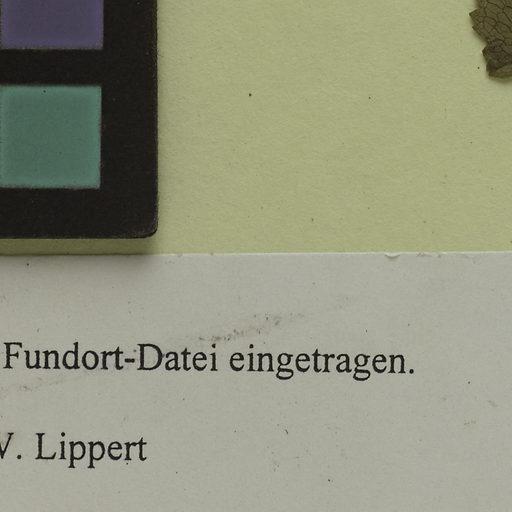 Fundort-Datei eingetragen.
W. Lippert